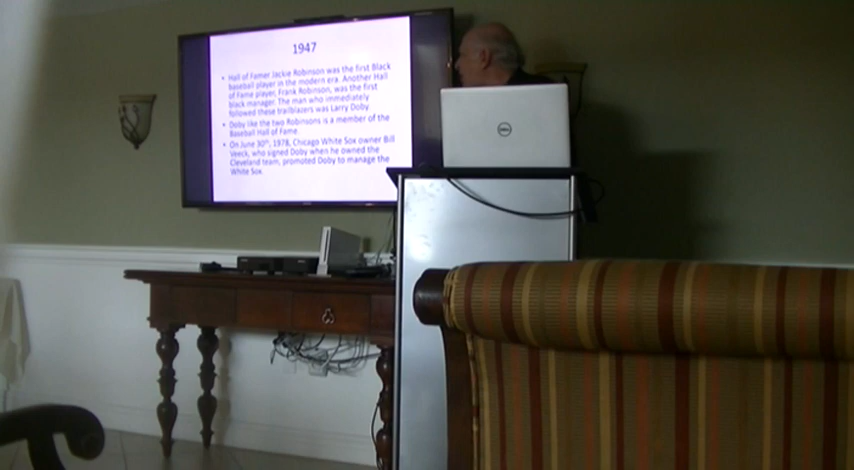 1947
• Hall of Famer Jackie Robinson was the first Black
baseball player in the modern era. Another Hall
of Fame player, Frank Robinson, was the first
black manager. The man who immediately
followed these trailblazers was Larry Doby.
• Doby like the two Robinsons is a member of the
Baseball Hall of Fame.
• On June 30th, 1978, Chicago White Sox owner Bill
Veeck, who signed Doby when he owned the
Cleveland team, promoted Doby to manage the
White Sox.
DELL